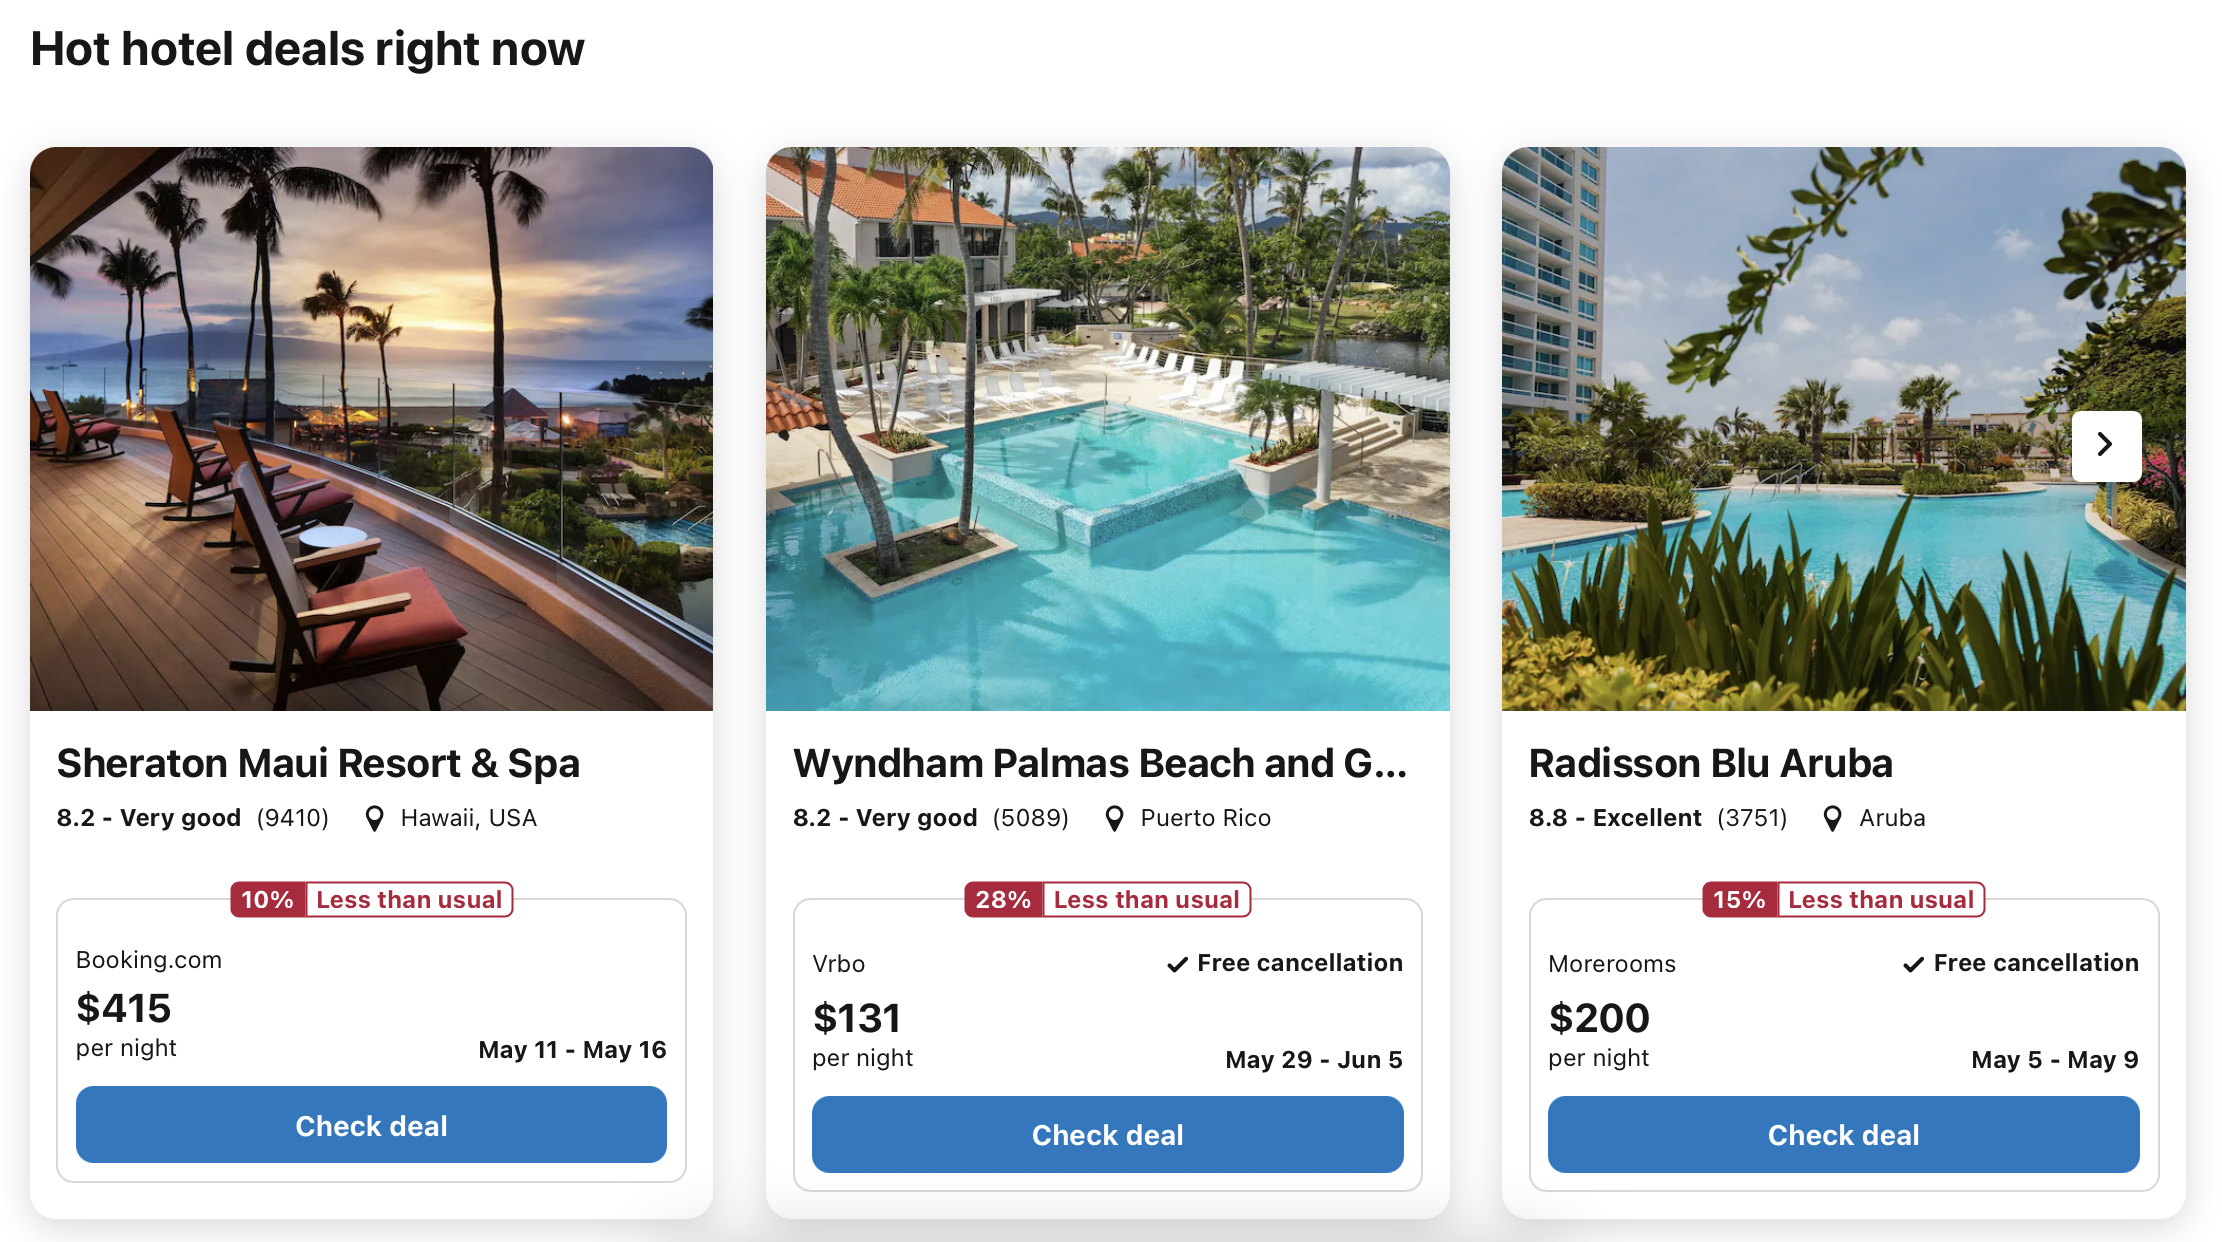 Hot hotel deals right now
Sheraton Maui Resort & Spa
8.2 - Very good (9410) Hawaii, USA
10% Less than usual
Booking.com
$415
per night
May 11 - May 16
Check deal
Wyndham Palmas Beach and G...
8.2 - Very good (5089) Puerto Rico
28% Less than usual
Vrbo
Free cancellation
$131
per night
May 29 - Jun 5
Check deal
Radisson Blu Aruba
8.8 - Excellent (3751) Aruba
15% Less than usual
Morerooms
Free cancellation
$200
per night
May 5 - May 9
Check deal